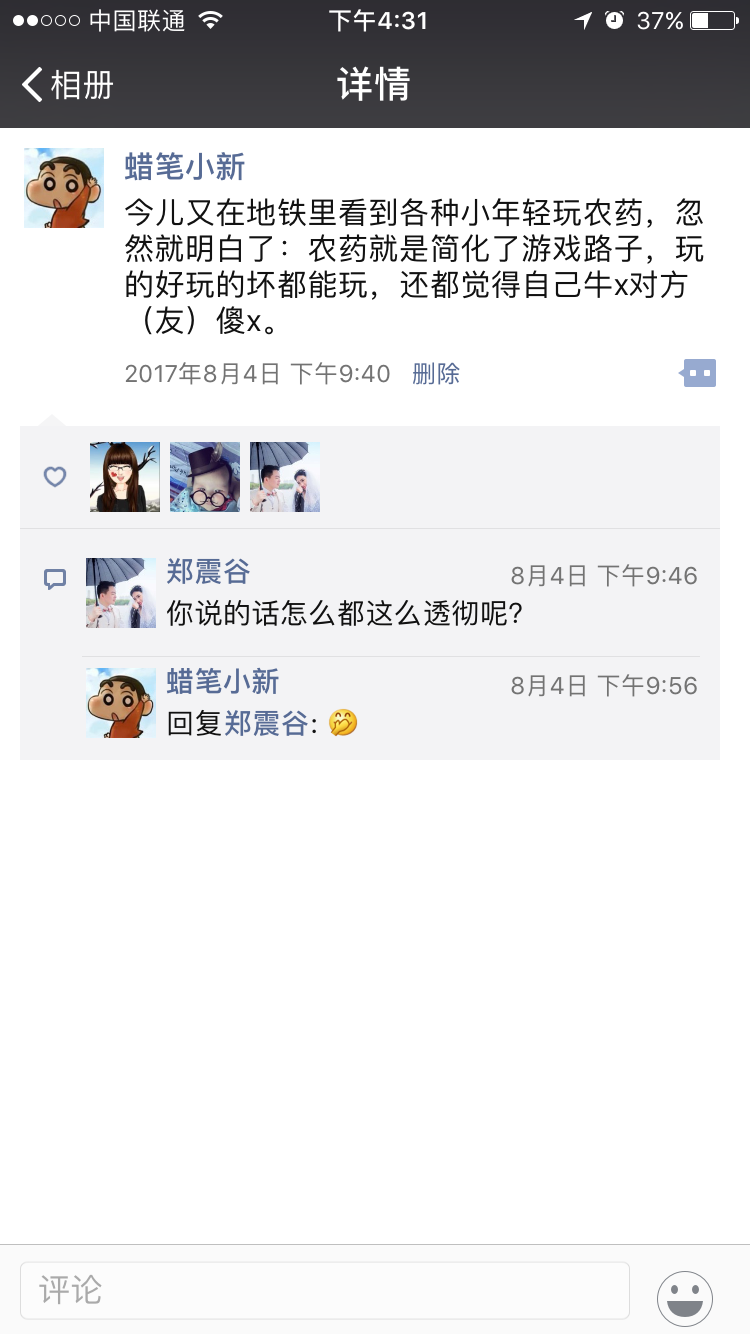 中国联通 下午4:31 37%
相册 详情
蜡笔小新
今儿又在地铁里看到各种小年轻玩农药，忽
然就明白了：农药就是简化了游戏路子，玩
的好玩的坏都能玩，还都觉得自己牛x对方
（友）傻x。
2017年8月4日 下午9:40 删除
郑震谷 8月4日 下午9:46
你说的话怎么都这么透彻呢?
蜡笔小新 8月4日 下午9:56
回复郑震谷: 🤭
评论